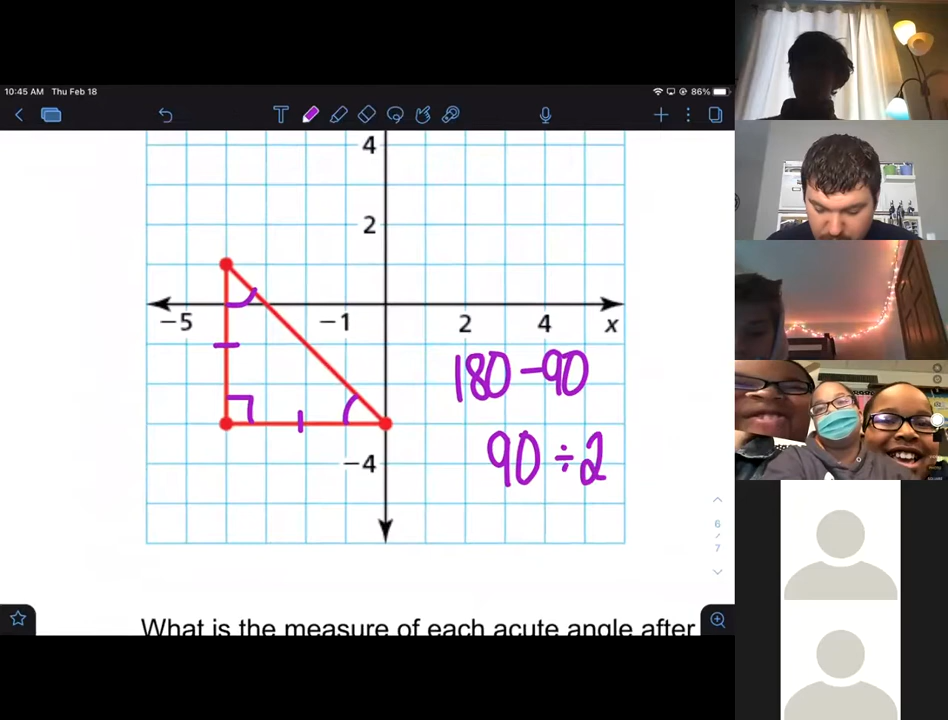 10:45 AM Thu Feb 18
86%
4
2
−5
−1
2
4
x
180 − 90
90 ÷ 2
−4
6
7
What is the measure of each acute angle after